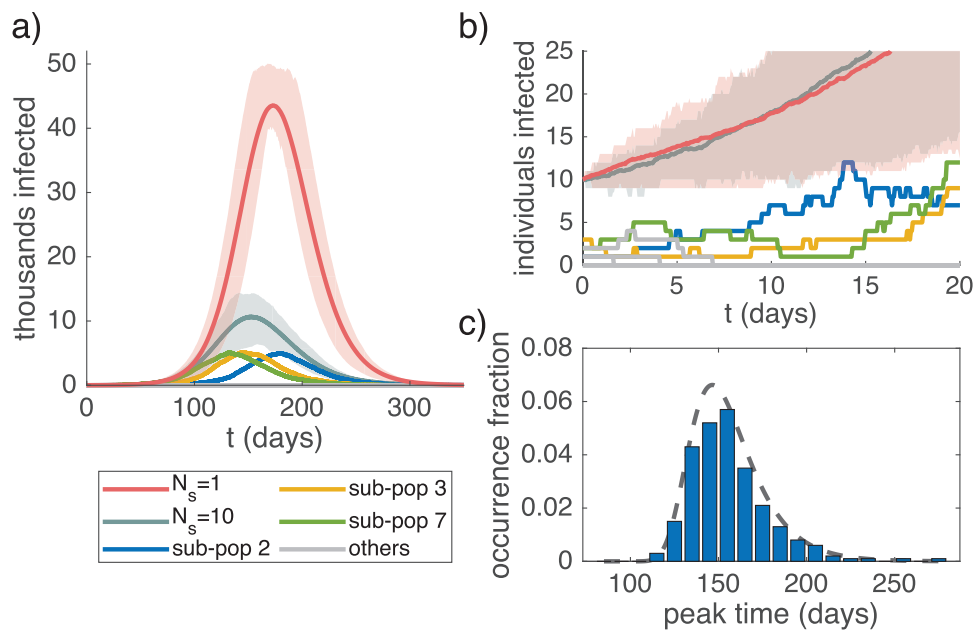 a)
thousands infected
50
40
30
20
10
0
0 100 200 300
t (days)
N_s=1
N_s=10
sub-pop 2
sub-pop 3
sub-pop 7
others
b)
individuals infected
25
20
15
10
5
0
0 5 10 15 20
t (days)
c)
occurrence fraction
0.08
0.06
0.04
0.02
0
100 150 200 250
peak time (days)